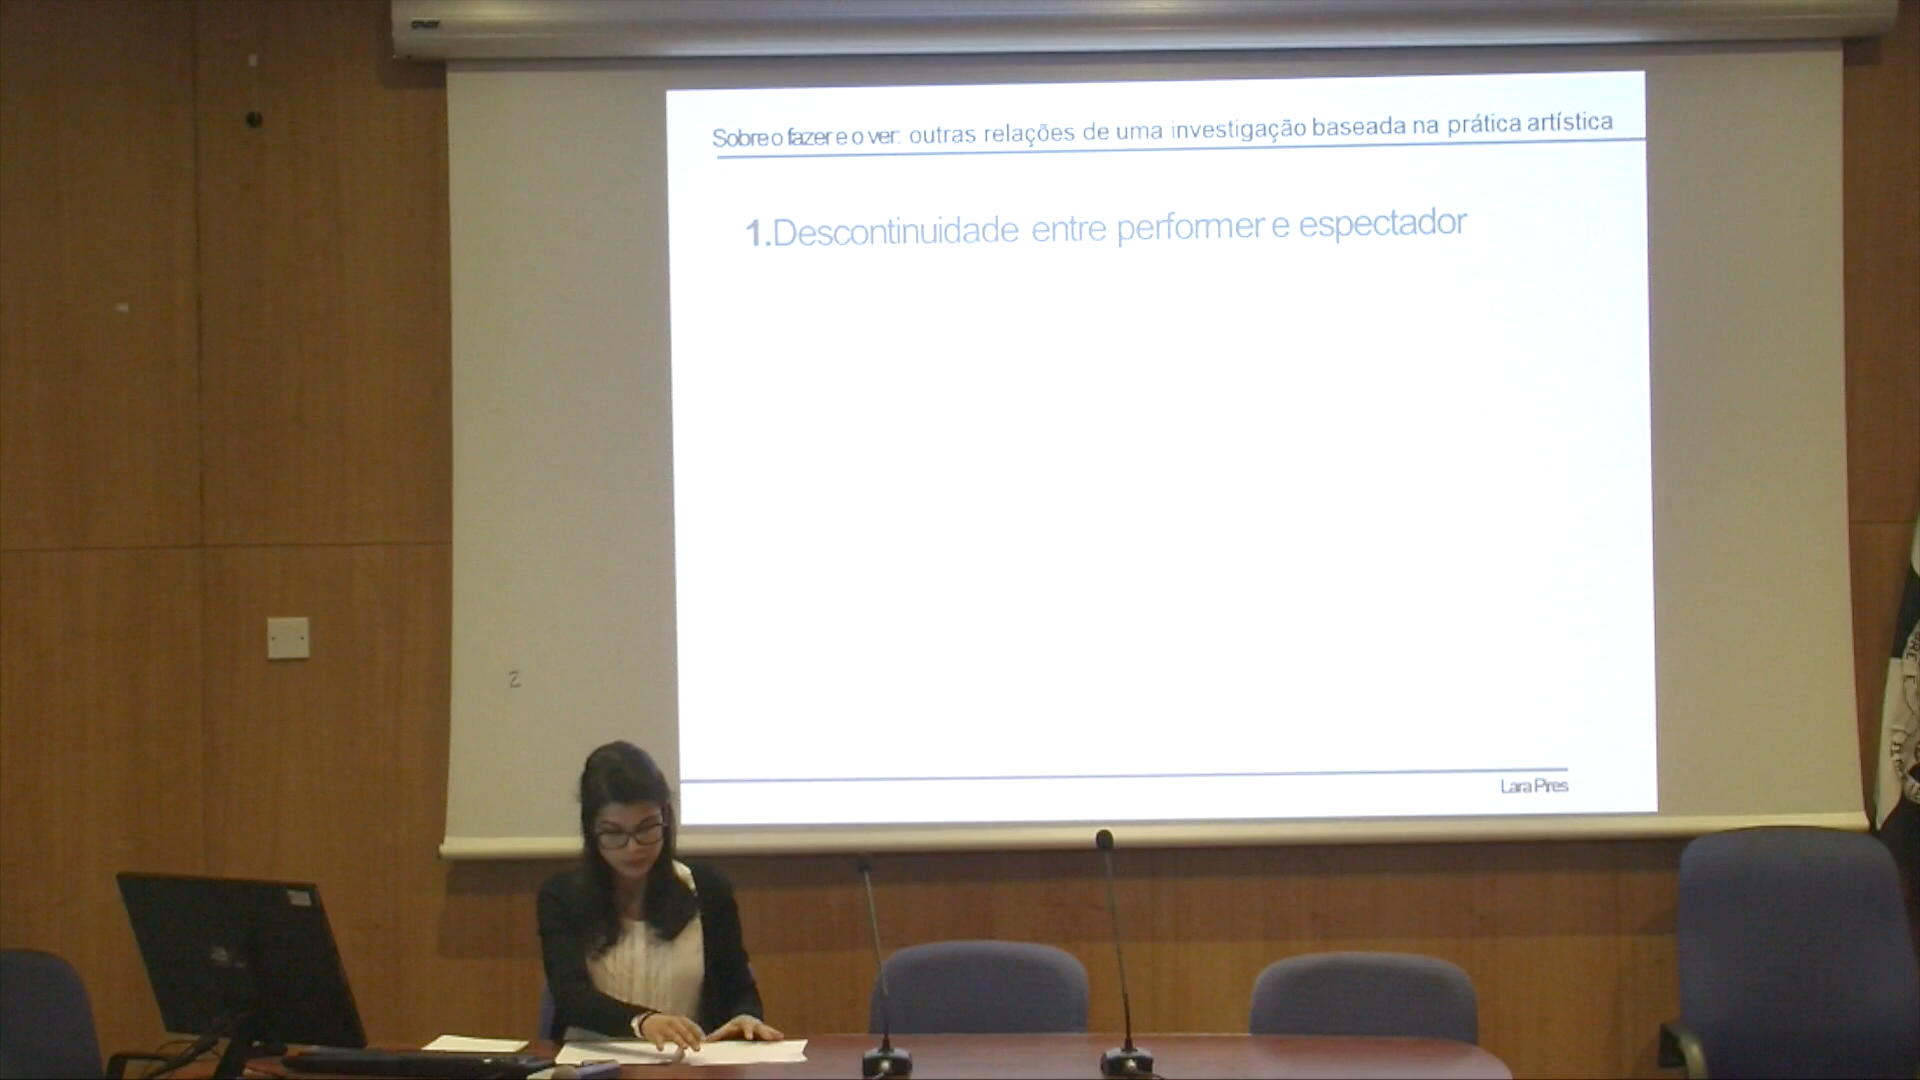 Sobre o fazer e o ver: outras relações de uma investigação baseada na prática artística
1.Descontinuidade entre performer e espectador
Lara Pires
2